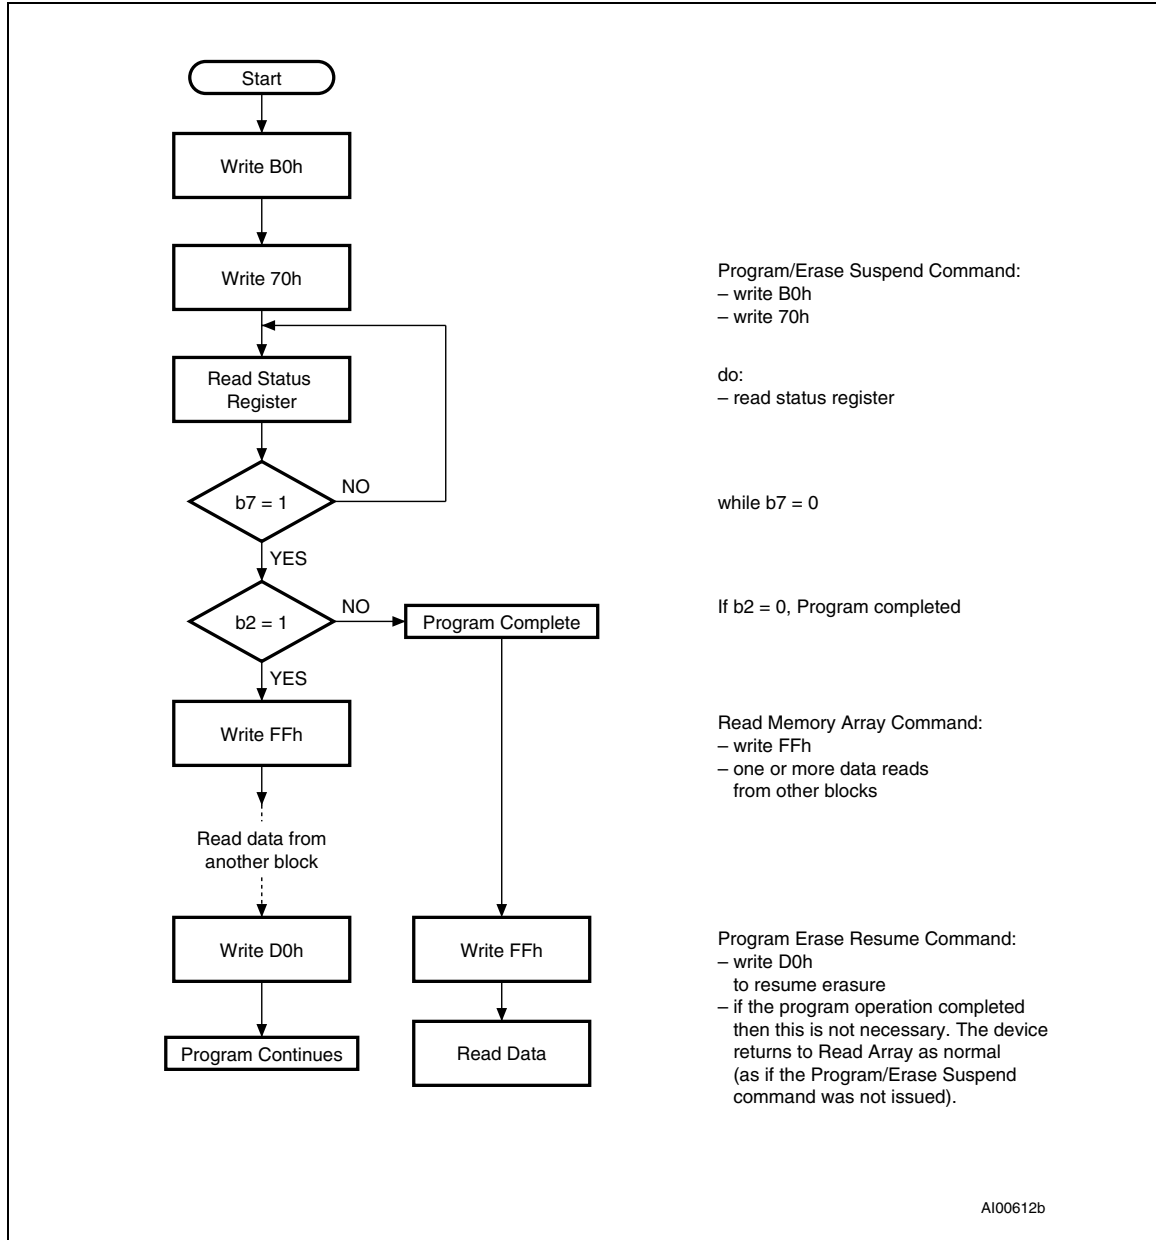 Start
Write B0h
Write 70h
Read Status
Register
b7 = 1
NO
YES
b2 = 1
NO
Program Complete
YES
Write FFh
Read data from
another block
Write D0h
Write FFh
Program Continues
Read Data
Program/Erase Suspend Command:
– write B0h
– write 70h
do:
– read status register
while b7 = 0
If b2 = 0, Program completed
Read Memory Array Command:
– write FFh
– one or more data reads
from other blocks
Program Erase Resume Command:
– write D0h
to resume erasure
– if the program operation completed
then this is not necessary. The device
returns to Read Array as normal
(as if the Program/Erase Suspend
command was not issued).
AI00612b